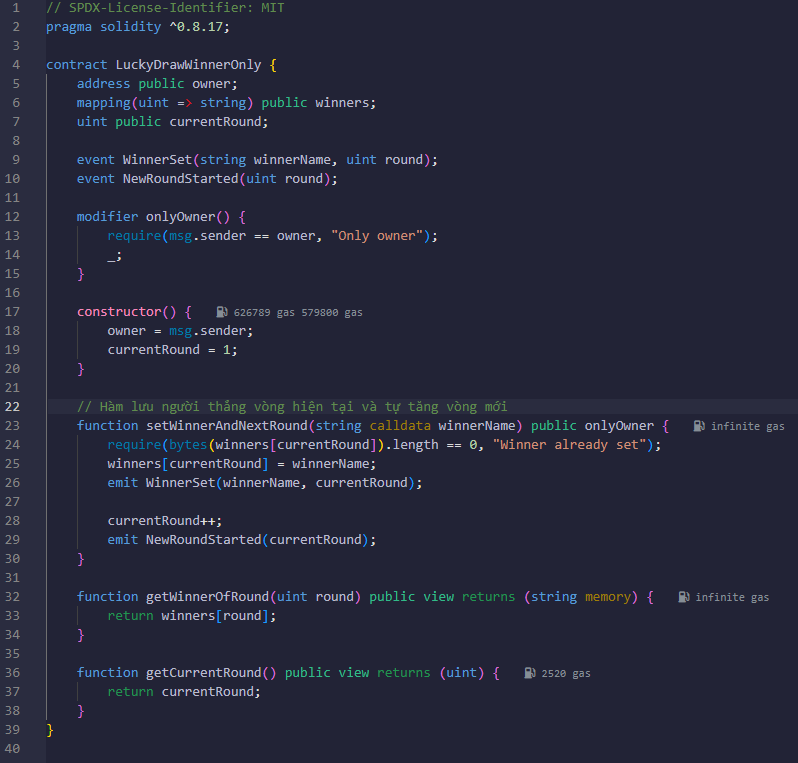 1 // SPDX-License-Identifier: MIT
2 pragma solidity ^0.8.17;
3
4 contract LuckyDrawWinnerOnly {
5     address public owner;
6     mapping(uint => string) public winners;
7     uint public currentRound;
8
9     event WinnerSet(string winnerName, uint round);
10     event NewRoundStarted(uint round);
11
12     modifier onlyOwner() {
13         require(msg.sender == owner, "Only owner");
14         _;
15     }
16
17     constructor() { 626789 gas 579800 gas
18         owner = msg.sender;
19         currentRound = 1;
20     }
21
22     // Hàm lưu người thắng vòng hiện tại và tự tăng vòng mới
23     function setWinnerAndNextRound(string calldata winnerName) public onlyOwner { infinite gas
24         require(bytes(winners[currentRound]).length == 0, "Winner already set");
25         winners[currentRound] = winnerName;
26         emit WinnerSet(winnerName, currentRound);
27
28         currentRound++;
29         emit NewRoundStarted(currentRound);
30     }
31
32     function getWinnerOfRound(uint round) public view returns (string memory) { infinite gas
33         return winners[round];
34     }
35
36     function getCurrentRound() public view returns (uint) { 2520 gas
37         return currentRound;
38     }
39 }
40